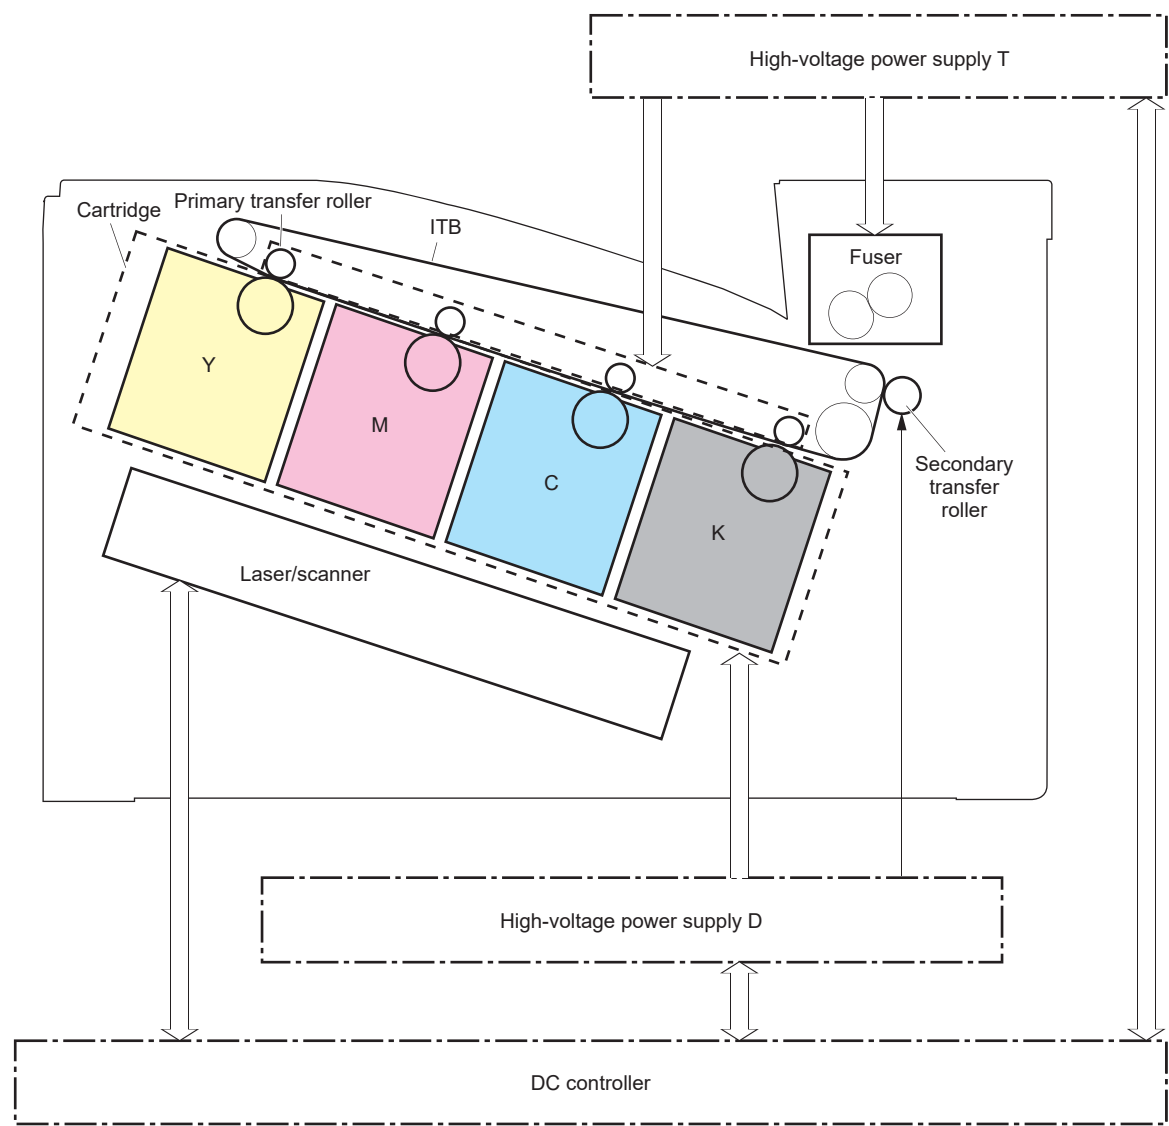 High-voltage power supply T
Primary transfer roller
Cartridge
ITB
Fuser
Y
M
C
K
Secondary
transfer
roller
Laser/scanner
High-voltage power supply D
DC controller